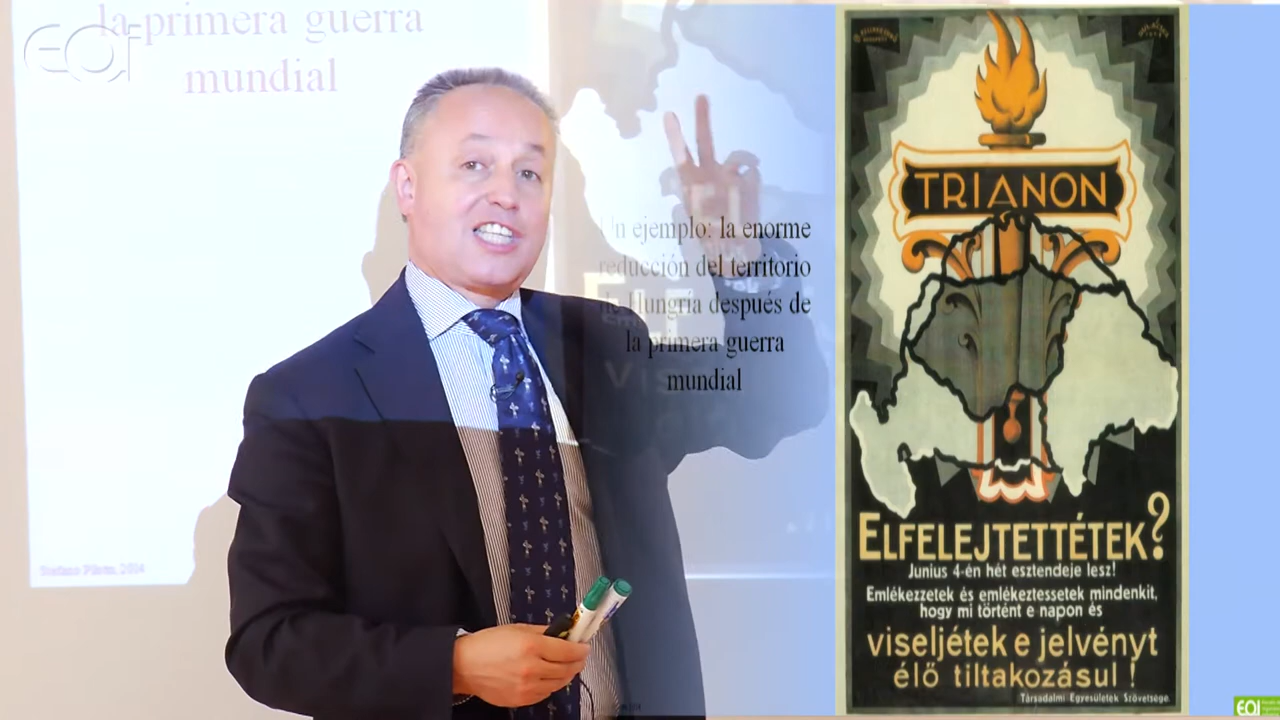 EOI
la primera guerra
mundial
Un ejemplo: la enorme
reducción del territorio
de Hungría después de
la primera guerra
mundial
TRIANON
ELFELEJTETTÉTEK?
Junius 4-én hét esztendeje lesz!
Emlékezzetek és emlékeztessetek mindenkit,
hogy mi történt e napon és
viseljétek e jelvényt
élő tiltakozásul!
Társadalmi Egyesületek Szövetsége.
EOI